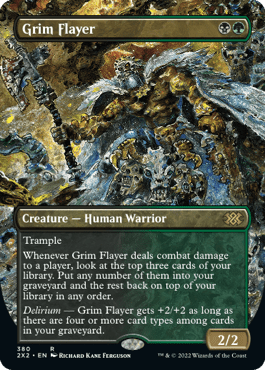 Grim Flayer
Creature — Human Warrior
Trample
Whenever Grim Flayer deals combat damage
to a player, look at the top three cards of your
library. Put any number of them into your
graveyard and the rest back on top of your
library in any order.
Delirium — Grim Flayer gets +2/+2 as long as
there are four or more card types among cards
in your graveyard.
2/2
380 R
2X2 • EN Richard Kane Ferguson
™ & © 2022 Wizards of the Coast